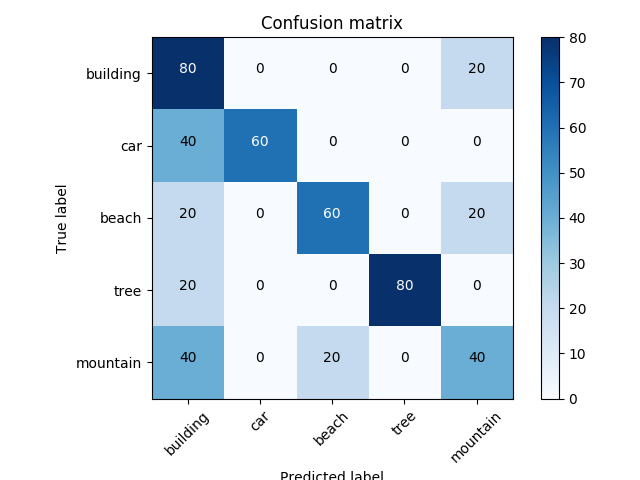 Confusion matrix
True label
building 80 0 0 0 20
car 40 60 0 0 0
beach 20 0 60 0 20
tree 20 0 0 80 0
mountain 40 0 20 0 40
building car beach tree mountain
Predicted label
80
70
60
50
40
30
20
10
0